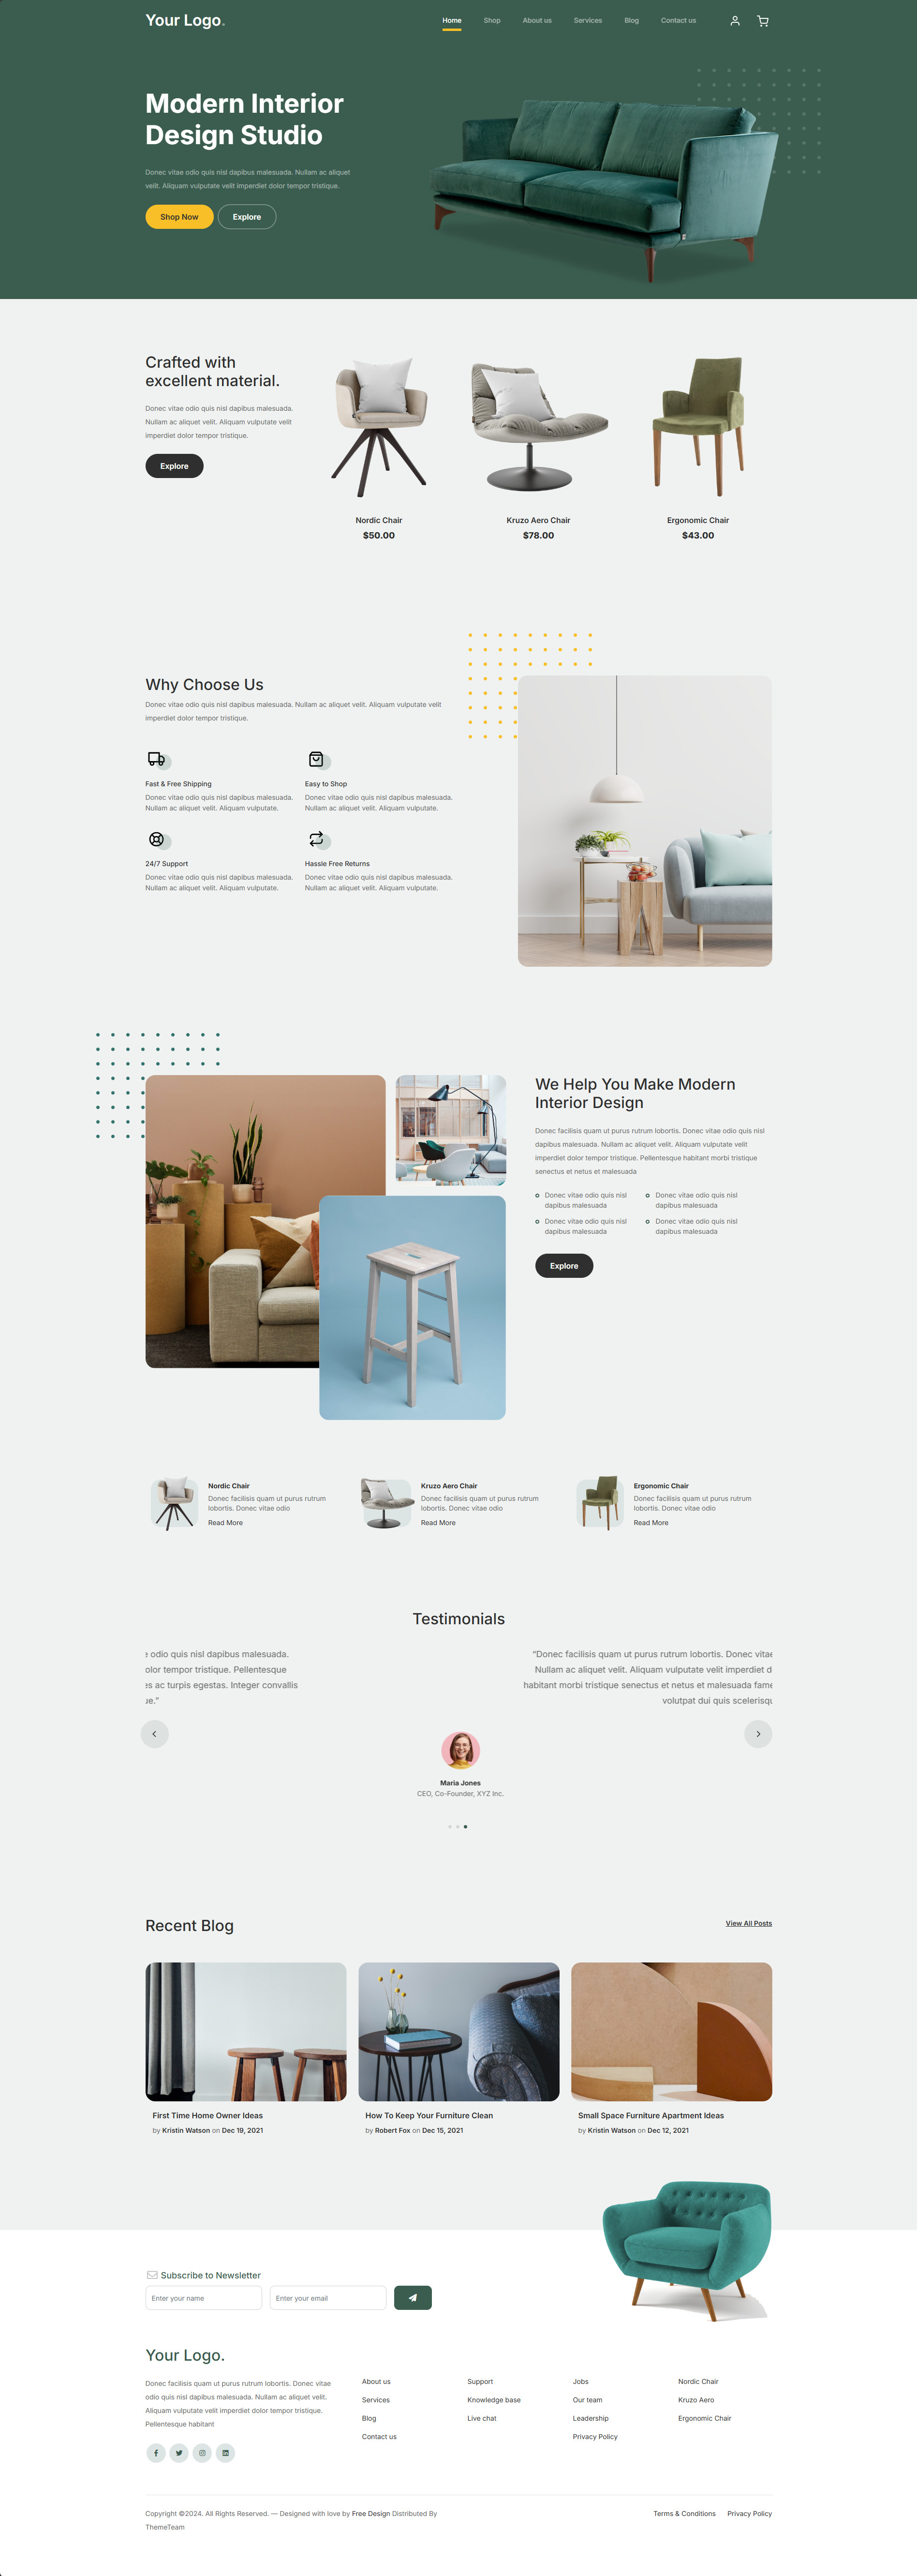 Your Logo.
Home
Shop
About us
Services
Blog
Contact us
Modern Interior
Design Studio
Donec vitae odio quis nisl dapibus malesuada. Nullam ac aliquet
velit. Aliquam vulputate velit imperdiet dolor tempor tristique.
Shop Now
Explore
Crafted with
excellent material.
Donec vitae odio quis nisl dapibus malesuada.
Nullam ac aliquet velit. Aliquam vulputate velit
imperdiet dolor tempor tristique.
Explore
Nordic Chair
$50.00
Kruzo Aero Chair
$78.00
Ergonomic Chair
$43.00
Why Choose Us
Donec vitae odio quis nisl dapibus malesuada. Nullam ac aliquet velit. Aliquam vulputate velit
imperdiet dolor tempor tristique.
Fast & Free Shipping
Donec vitae odio quis nisl dapibus malesuada.
Nullam ac aliquet velit. Aliquam vulputate.
Easy to Shop
Donec vitae odio quis nisl dapibus malesuada.
Nullam ac aliquet velit. Aliquam vulputate.
24/7 Support
Donec vitae odio quis nisl dapibus malesuada.
Nullam ac aliquet velit. Aliquam vulputate.
Hassle Free Returns
Donec vitae odio quis nisl dapibus malesuada.
Nullam ac aliquet velit. Aliquam vulputate.
We Help You Make Modern
Interior Design
Donec facilisis quam ut purus rutrum lobortis. Donec vitae odio quis nisl
dapibus malesuada. Nullam ac aliquet velit. Aliquam vulputate velit
imperdiet dolor tempor tristique. Pellentesque habitant morbi tristique
senectus et netus et malesuada
Donec vitae odio quis nisl
dapibus malesuada
Donec vitae odio quis nisl
dapibus malesuada
Donec vitae odio quis nisl
dapibus malesuada
Donec vitae odio quis nisl
dapibus malesuada
Explore
Nordic Chair
Donec facilisis quam ut purus rutrum
lobortis. Donec vitae odio
Read More
Kruzo Aero Chair
Donec facilisis quam ut purus rutrum
lobortis. Donec vitae odio
Read More
Ergonomic Chair
Donec facilisis quam ut purus rutrum
lobortis. Donec vitae odio
Read More
Testimonials
e odio quis nisl dapibus malesuada.
olor tempor tristique. Pellentesque
es ac turpis egestas. Integer convallis
ue."
"Donec facilisis quam ut purus rutrum lobortis. Donec vitae
Nullam ac aliquet velit. Aliquam vulputate velit imperdiet d
habitant morbi tristique senectus et netus et malesuada fame
volutpat dui quis scelerisqu
Maria Jones
CEO, Co-Founder, XYZ Inc.
Recent Blog
View All Posts
First Time Home Owner Ideas
by Kristin Watson on Dec 19, 2021
How To Keep Your Furniture Clean
by Robert Fox on Dec 15, 2021
Small Space Furniture Apartment Ideas
by Kristin Watson on Dec 12, 2021
Subscribe to Newsletter
Enter your name
Enter your email
Your Logo.
Donec facilisis quam ut purus rutrum lobortis. Donec vitae
odio quis nisl dapibus malesuada. Nullam ac aliquet velit.
Aliquam vulputate velit imperdiet dolor tempor tristique.
Pellentesque habitant
About us
Services
Blog
Contact us
Support
Knowledge base
Live chat
Jobs
Our team
Leadership
Privacy Policy
Nordic Chair
Kruzo Aero
Ergonomic Chair
Copyright ©2024. All Rights Reserved. — Designed with love by Free Design Distributed By
ThemeTeam
Terms & Conditions
Privacy Policy